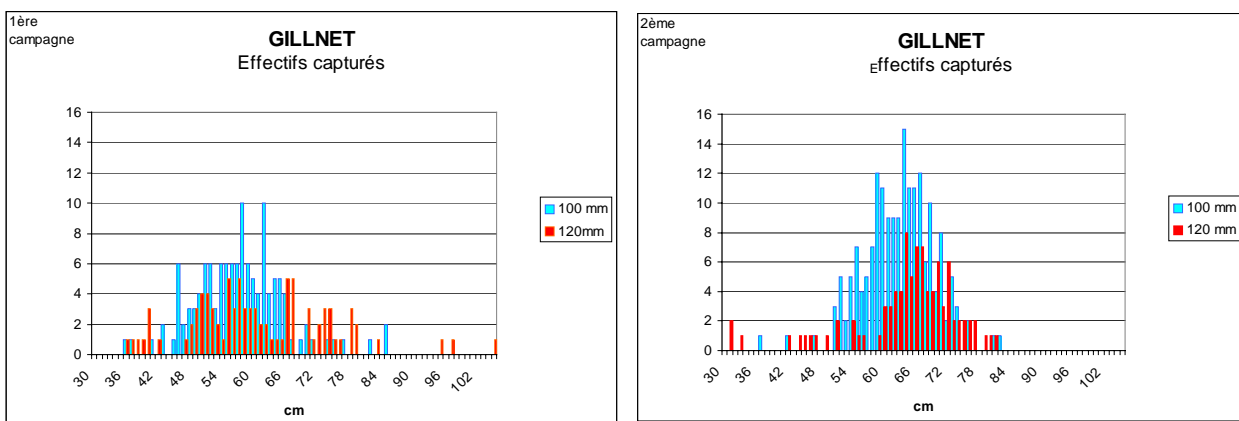 1ère
campagne
GILLNET
Effectifs capturés
16
14
12
10
8
6
4
2
0
30 36 42 48 54 60 66 72 78 84 90 96 102
cm
100 mm
120mm
2ème
campagne
GILLNET
Effectifs capturés
16
14
12
10
8
6
4
2
0
30 36 42 48 54 60 66 72 78 84 90 96 102
cm
100 mm
120 mm